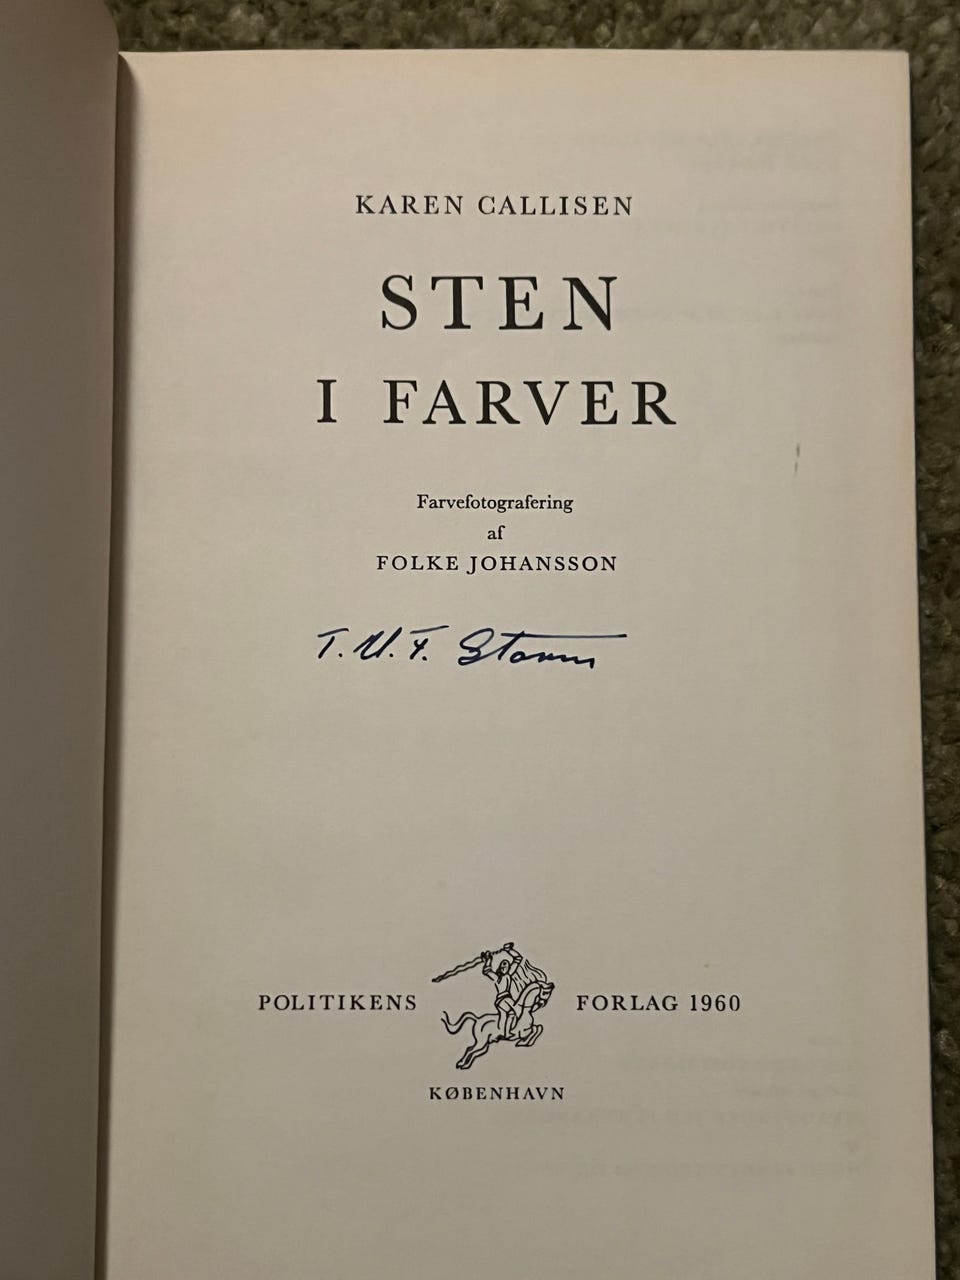 KAREN CALLISEN
STEN
I FARVER
Farvefotografering
af
FOLKE JOHANSSON
T. U. F.
POLITIKENS FORLAG 1960
KØBENHAVN